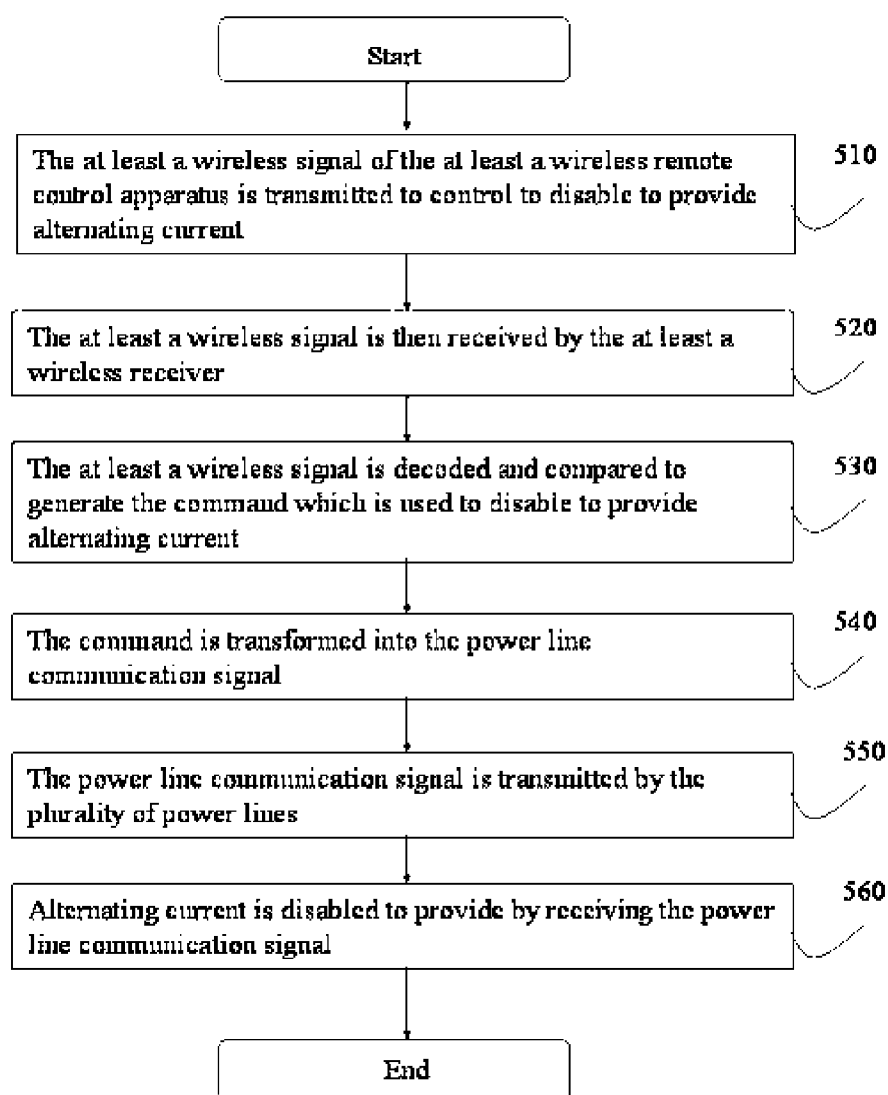 Start
The at least a wireless signal of the at least a wireless remote
control apparatus is transmitted to control to disable to provide
alternating current
510
The at least a wireless signal is then received by the at least a
wireless receiver
520
The at least a wireless signal is decoded and compared to
generate the command which is used to disable to provide
alternating current
530
The command is transformed into the power line
communication signal
540
The power line communication signal is transmitted by the
plurality of power lines
550
Alternating current is disabled to provide by receiving the power
line communication signal
560
End